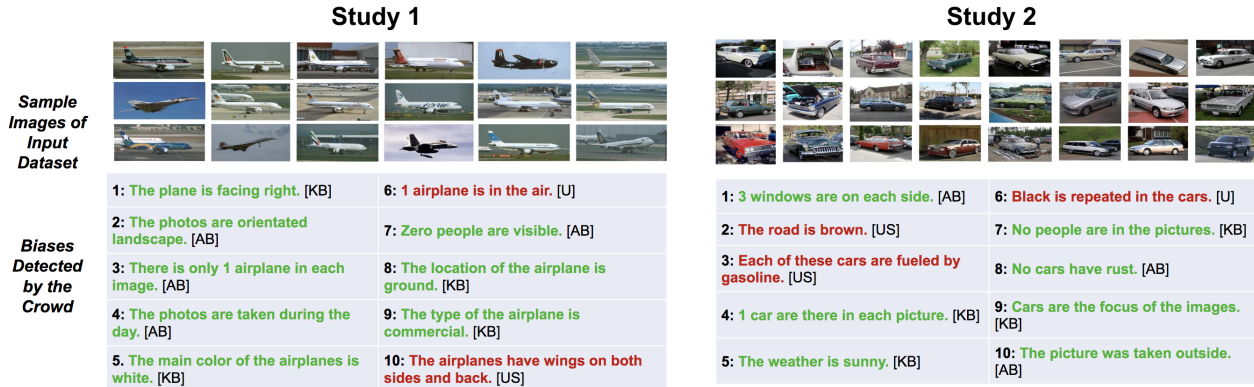 Study 1
Sample
Images of
Input
Dataset
Biases
Detected
by the
Crowd
1: The plane is facing right. [KB]
2: The photos are orientated
landscape. [AB]
3: There is only 1 airplane in each
image. [AB]
4: The photos are taken during the
day. [AB]
5. The main color of the airplanes is
white. [KB]
6: 1 airplane is in the air. [U]
7: Zero people are visible. [AB]
8: The location of the airplane is
ground. [KB]
9: The type of the airplane is
commercial. [KB]
10: The airplanes have wings on both
sides and back. [US]
Study 2
1: 3 windows are on each side. [AB]
2: The road is brown. [US]
3: Each of these cars are fueled by
gasoline. [US]
4: 1 car are there in each picture. [KB]
5: The weather is sunny. [KB]
6: Black is repeated in the cars. [U]
7: No people are in the pictures. [KB]
8: No cars have rust. [AB]
9: Cars are the focus of the images.
[KB]
10: The picture was taken outside.
[AB]